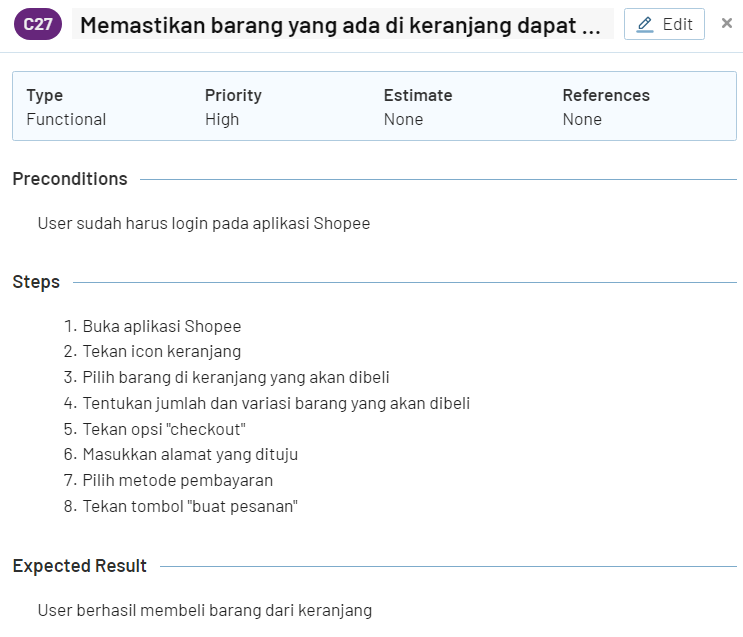 C27 Memastikan barang yang ada di keranjang dapat ... Edit ×
Type Priority Estimate References
Functional High None None
Preconditions
User sudah harus login pada aplikasi Shopee
Steps
1. Buka aplikasi Shopee
2. Tekan icon keranjang
3. Pilih barang di keranjang yang akan dibeli
4. Tentukan jumlah dan variasi barang yang akan dibeli
5. Tekan opsi "checkout"
6. Masukkan alamat yang dituju
7. Pilih metode pembayaran
8. Tekan tombol "buat pesanan"
Expected Result
User berhasil membeli barang dari keranjang